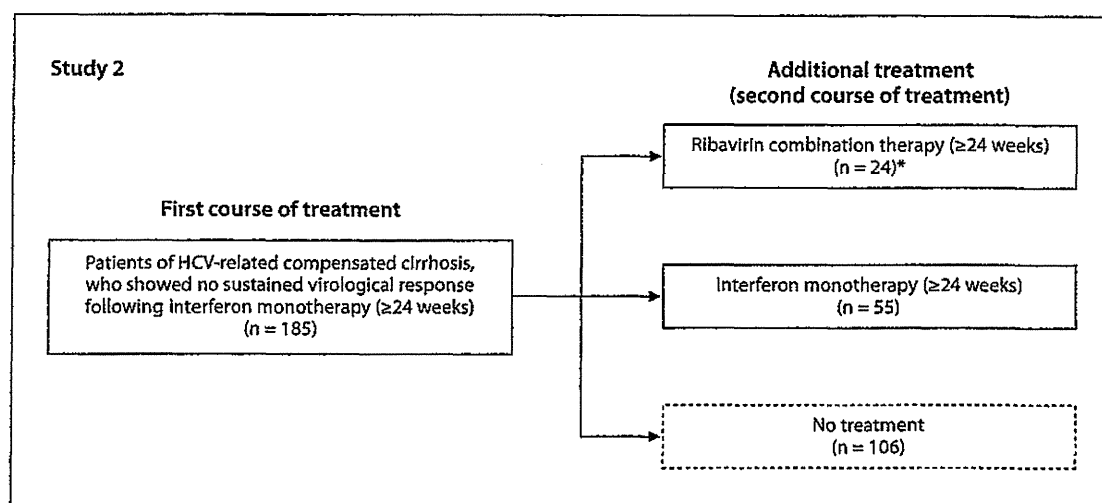 Study 2
Additional treatment
(second course of treatment)
Ribavirin combination therapy (≥24 weeks)
(n = 24)*
First course of treatment
Patients of HCV-related compensated cirrhosis,
who showed no sustained virological response
following interferon monotherapy (≥24 weeks)
(n = 185)
Interferon monotherapy (≥24 weeks)
(n = 55)
No treatment
(n = 106)